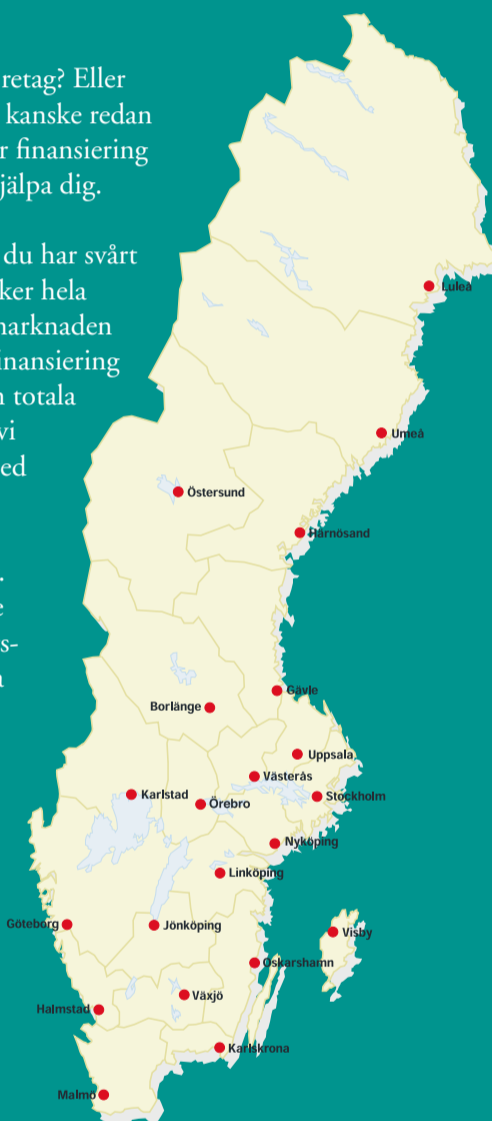 retag? Eller
kanske redan
r finansiering
jälpa dig.
du har svårt
ker hela
narknaden
inansiering
n totala
vi
ed
.
e
s-
a
Luleå
Umeå
Östersund
Härnösand
Gävle
Borlänge
Uppsala
Västerås
Karlstad
Stockholm
Örebro
Nyköping
Linköping
Göteborg
Jönköping
Visby
Oskarshamn
Växjö
Halmstad
Karlskrona
Malmö